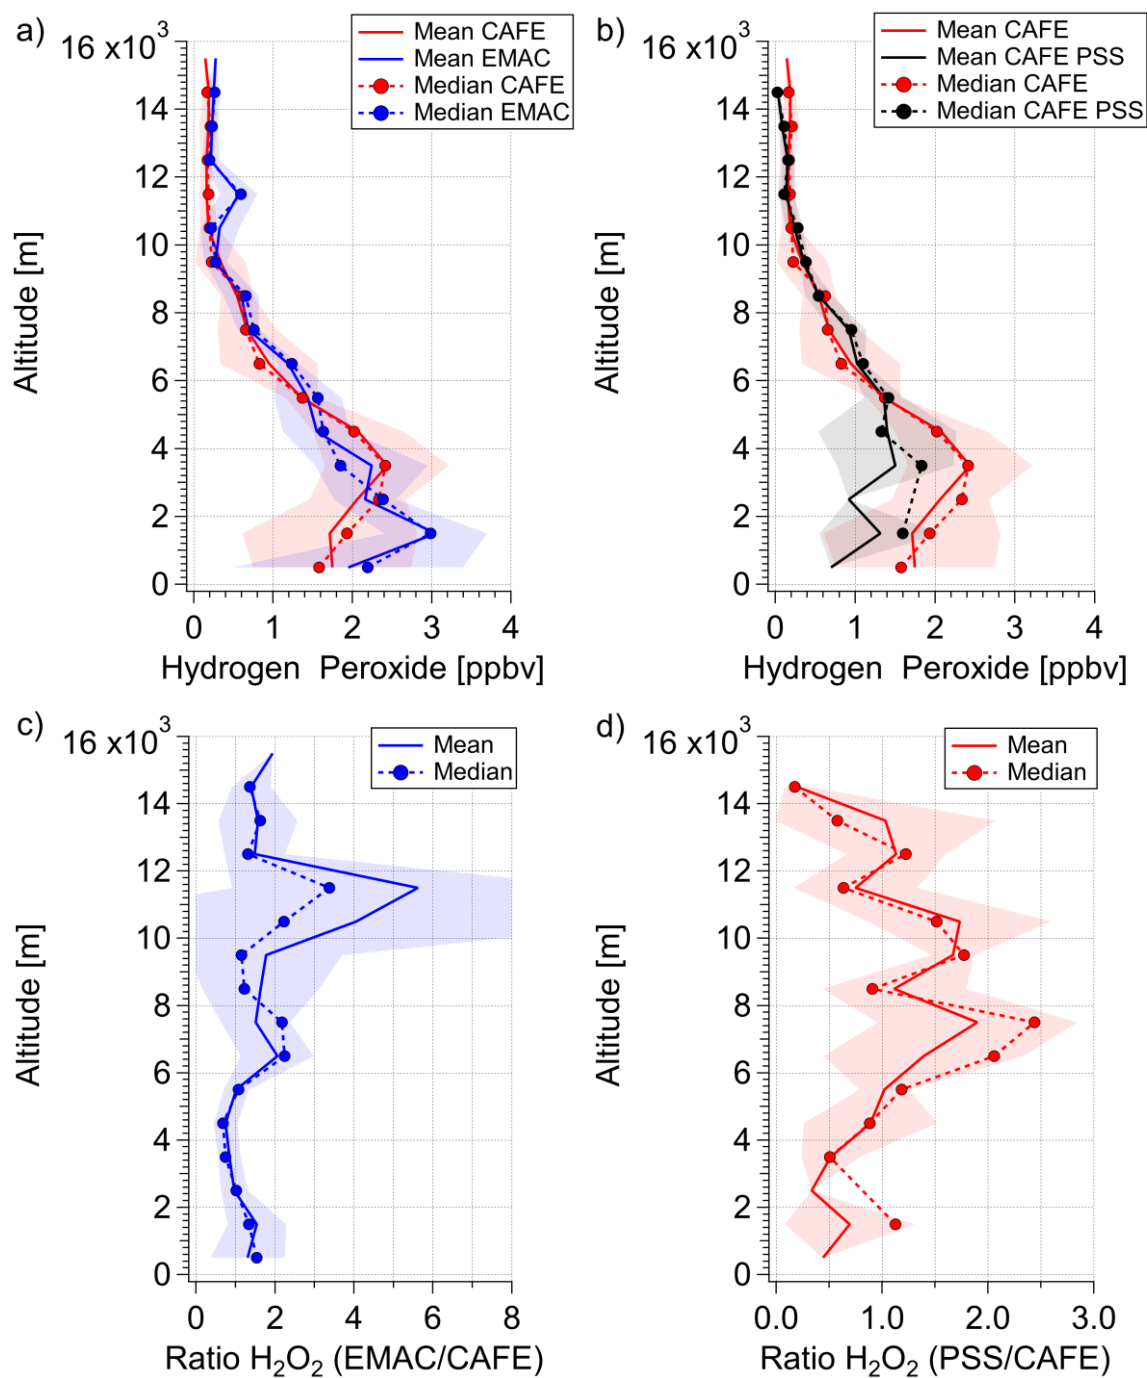 a)
16 x10³
14
12
10
8
6
4
2
0
Altitude [m]
Mean CAFE
Mean EMAC
Median CAFE
Median EMAC
0 1 2 3 4
Hydrogen Peroxide [ppbv]
b)
16 x10³
14
12
10
8
6
4
2
0
Altitude [m]
Mean CAFE
Mean CAFE PSS
Median CAFE
Median CAFE PSS
0 1 2 3 4
Hydrogen Peroxide [ppbv]
c)
16 x10³
14
12
10
8
6
4
2
0
Altitude [m]
Mean
Median
0 2 4 6 8
Ratio H₂O₂ (EMAC/CAFE)
d)
16 x10³
14
12
10
8
6
4
2
0
Altitude [m]
Mean
Median
0.0 1.0 2.0 3.0
Ratio H₂O₂ (PSS/CAFE)